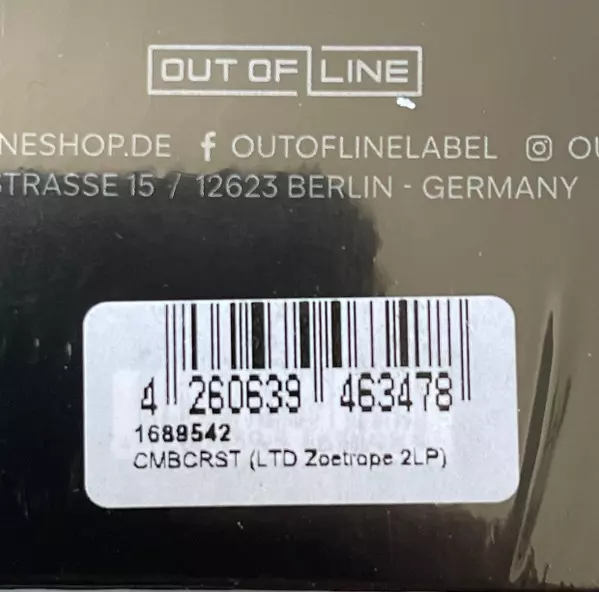 OUT OF LINE
NESHOP.DE f OUTOFLINELABEL OU
STRASSE 15 / 12623 BERLIN - GERMANY
4 260639 463478
1689542
CMBCRST (LTD Zoetrope 2LP)